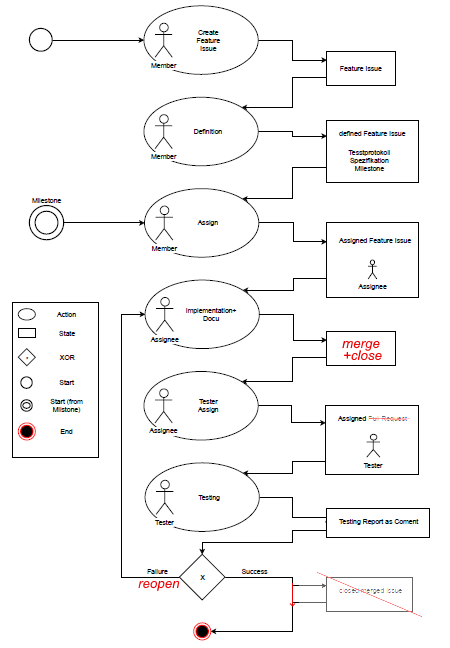 Create
Feature
Issue
Member
Feature Issue
Definition
Member
defined Feature Issue
Tesstprotokoll
Spezifikation
Milestone
Milestone
Assign
Member
Assigned Feature Issue
Assignee
Implementation+
Docu
Assignee
merge
+close
Action
State
XOR
Start
Start (from
Milstone)
End
Tester
Assign
Assignee
Assigned Pull Request
Tester
Testing
Tester
Testing Report as Coment
X
Failure
Success
reopen
closed merged issue